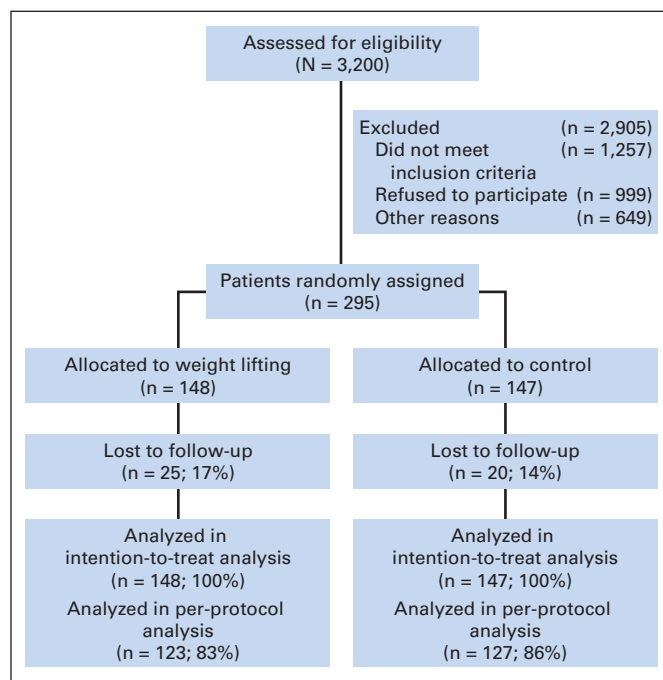 Assessed for eligibility
(N = 3,200)
Excluded (n = 2,905)
Did not meet (n = 1,257)
inclusion criteria
Refused to participate (n = 999)
Other reasons (n = 649)
Patients randomly assigned
(n = 295)
Allocated to weight lifting
(n = 148)
Allocated to control
(n = 147)
Lost to follow-up
(n = 25; 17%)
Lost to follow-up
(n = 20; 14%)
Analyzed in
intention-to-treat analysis
(n = 148; 100%)
Analyzed in per-protocol
analysis
(n = 123; 83%)
Analyzed in
intention-to-treat analysis
(n = 147; 100%)
Analyzed in per-protocol
analysis
(n = 127; 86%)